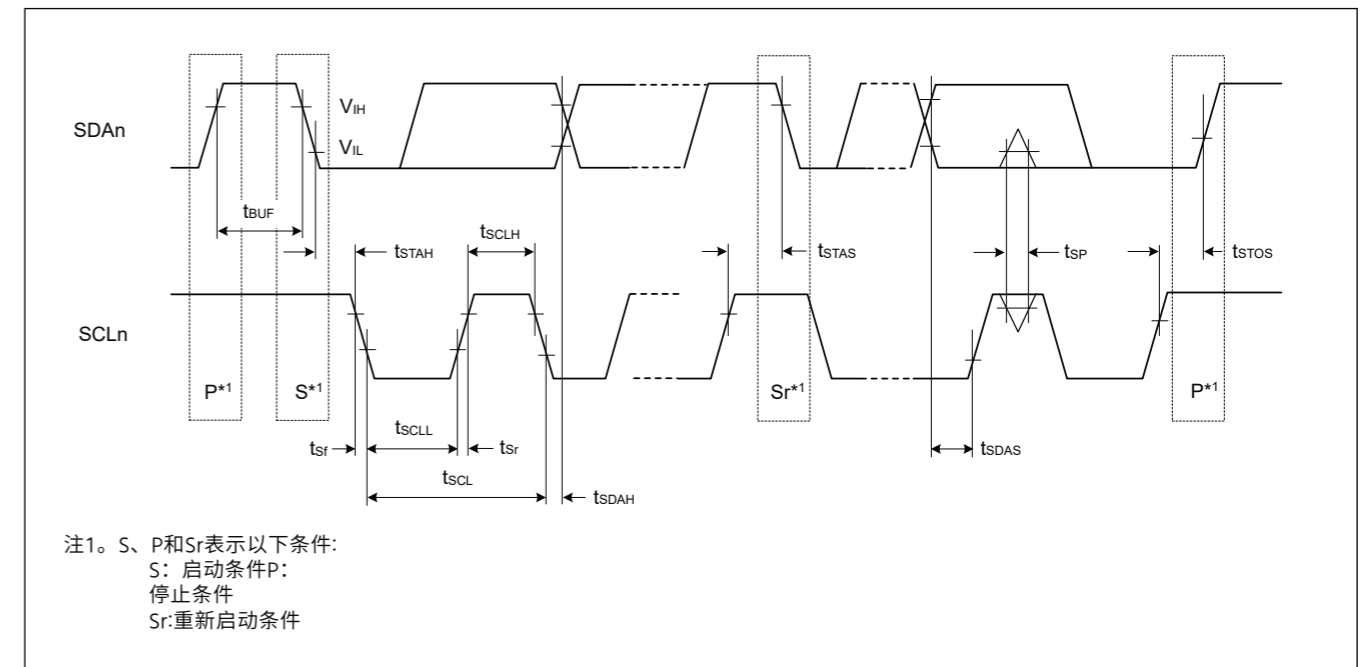 SDAn
VIH
VIL
tBUF
tSTAH
tSCLH
tSTAS
tSP
tSTOS
SCLn
P*1
S*1
Sr*1
P*1
tSf
tSCLL
tSr
tSDAS
tSCL
tSDAH
注1。S、P和Sr表示以下条件:
S：启动条件P：
停止条件
Sr:重新启动条件